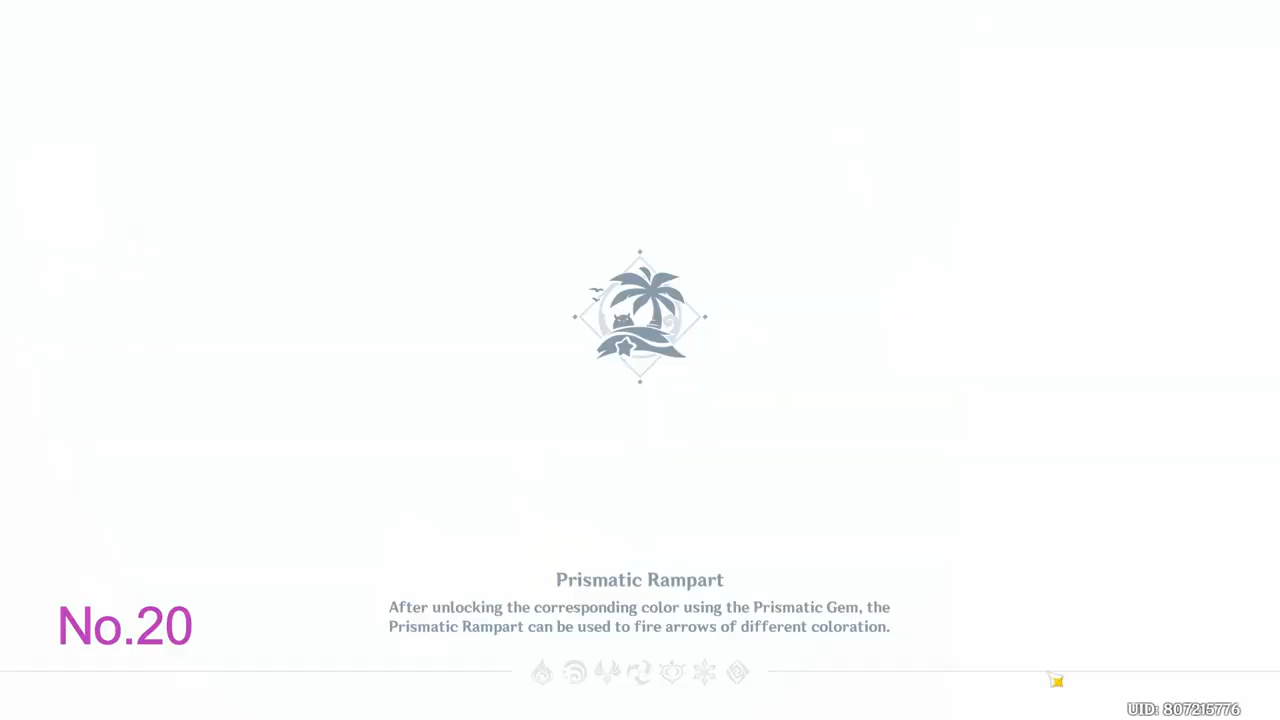 Prismatic Rampart
After unlocking the corresponding color using the Prismatic Gem, the
Prismatic Rampart can be used to fire arrows of different coloration.
No.20
UID: 807215776